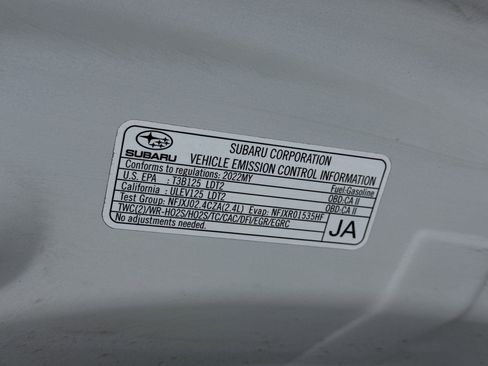 SUBARU
SUBARU CORPORATION
VEHICLE EMISSION CONTROL INFORMATION
Conforms to regulations: 2022MY
Fuel:Gasoline
U.S. EPA : T3B125 LDT2
OBD:CA II
California : ULEV125 LDT2
OBD:CA II
Test Group: NFJXJ02.4CZA(2.4L) Evap: NFJXR01535HF
TWC(2)/WR-HO2S/HO2S/TC/CAC/DFI/EGR/EGRC
No adjustments needed.
JA